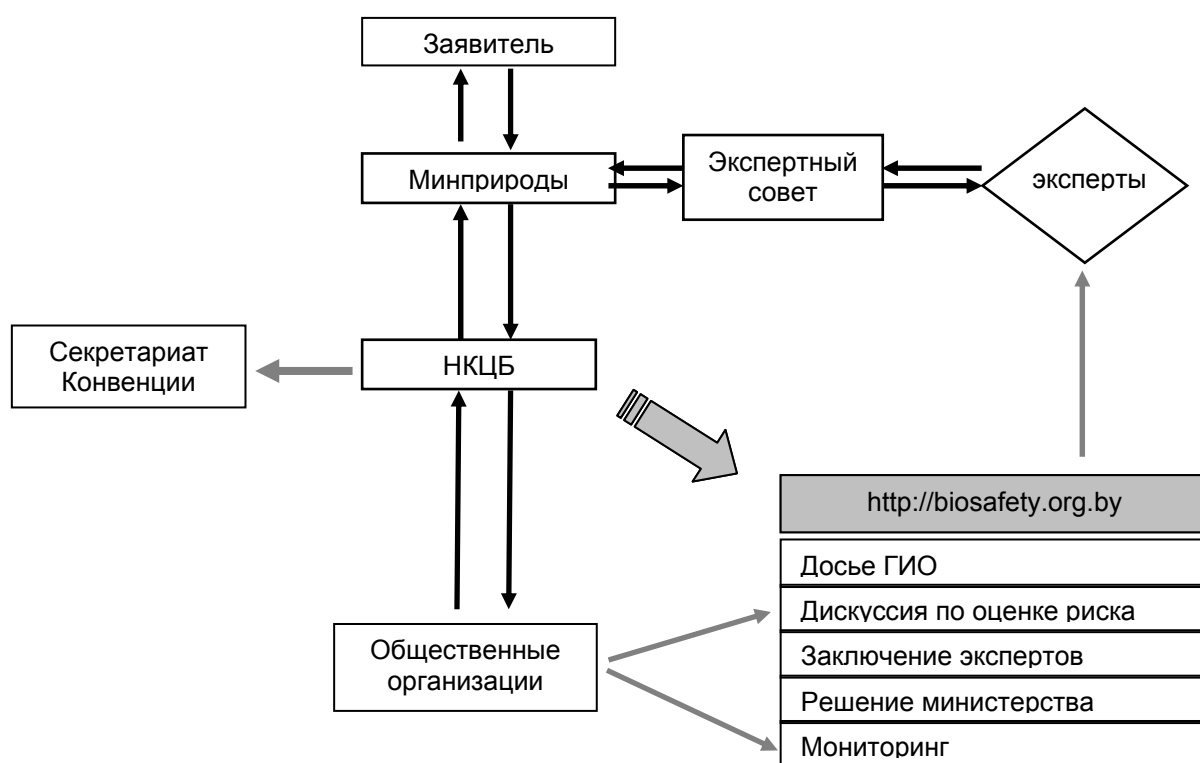 Заявитель
Минприроды
Экспертный
совет
эксперты
Секретариат
Конвенции
НКЦБ
http://biosafety.org.by
Досье ГИО
Дискуссия по оценке риска
Общественные
организации
Заключение экспертов
Решение министерства
Мониторинг